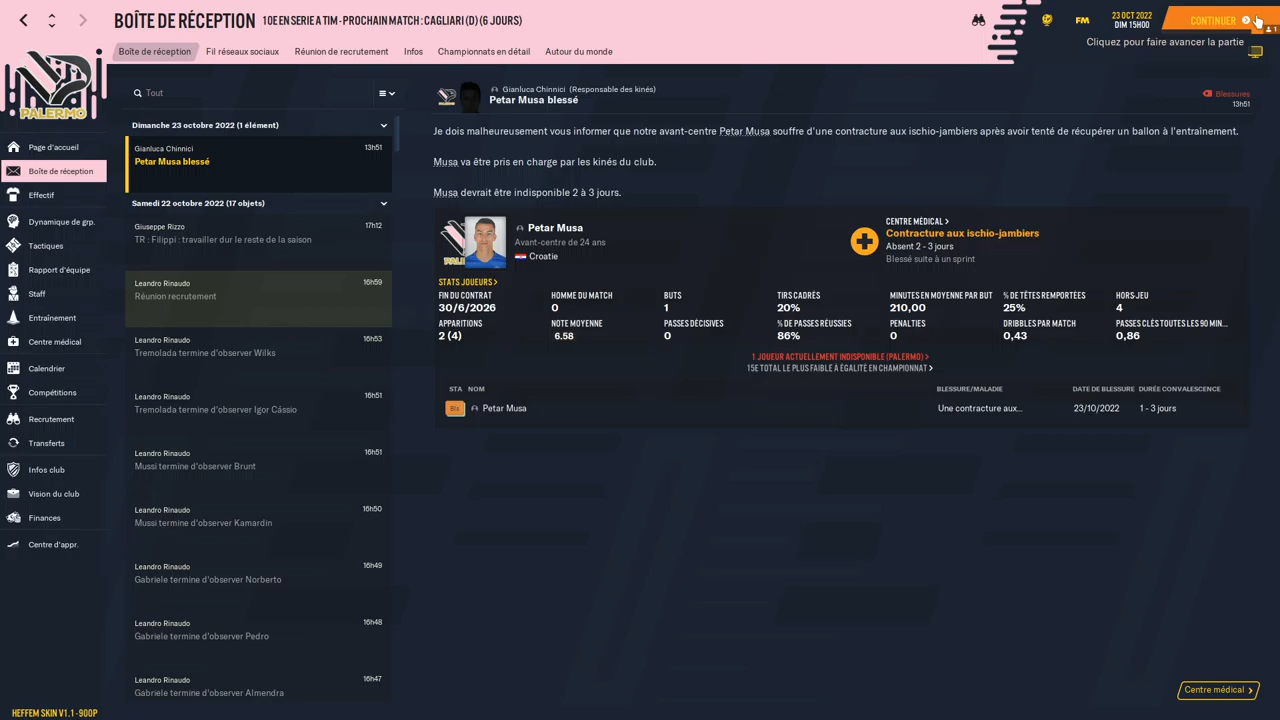 BOÎTE DE RÉCEPTION 10E EN SERIE A TIM - PROCHAIN MATCH : CAGLIARI (D) (6 JOURS)
FM
23 OCT 2022
DIM 15H00
CONTINUER
1
Cliquez pour faire avancer la partie
Boîte de réception Fil réseaux sociaux Réunion de recrutement Infos Championnats en détail Autour du monde
PALERMO
Page d'accueil
Boîte de réception
Effectif
Dynamique de grp.
Tactiques
Rapport d'équipe
Staff
Entraînement
Centre médical
Calendrier
Compétitions
Recrutement
Transferts
Infos club
Vision du club
Finances
Centre d'appr.
HEFFEM SKIN V1.1 - 900P
Tout
Dimanche 23 octobre 2022 (1 élément)
Gianluca Chinnici 13h51
Petar Musa blessé
Samedi 22 octobre 2022 (17 objets)
Giuseppe Rizzo 17h12
TR : Filippi : travailler dur le reste de la saison
Leandro Rinaudo 16h59
Réunion recrutement
Leandro Rinaudo 16h53
Tremolada termine d'observer Wilks
Leandro Rinaudo 16h51
Tremolada termine d'observer Igor Cássio
Leandro Rinaudo 16h51
Mussi termine d'observer Brunt
Leandro Rinaudo 16h50
Mussi termine d'observer Kamardin
Leandro Rinaudo 16h49
Gabriele termine d'observer Norberto
Leandro Rinaudo 16h48
Gabriele termine d'observer Pedro
Leandro Rinaudo 16h47
Gabriele termine d'observer Almendra
Gianluca Chinnici (Responsable des kinés)
Petar Musa blessé
Blessures
13h51
Je dois malheureusement vous informer que notre avant-centre Petar Musa souffre d'une contracture aux ischio-jambiers après avoir tenté de récupérer un ballon à l'entraînement.
Musa va être pris en charge par les kinés du club.
Musa devrait être indisponible 2 à 3 jours.
Petar Musa
Avant-centre de 24 ans
Croatie
CENTRE MÉDICAL >
Contracture aux ischio-jambiers
Absent 2 - 3 jours
Blessé suite à un sprint
STATS JOUEURS >
FIN DU CONTRAT HOMME DU MATCH BUTS TIRS CADRÉS MINUTES EN MOYENNE PAR BUT % DE TÊTES REMPORTÉES HORS-JEU
30/6/2026 0 1 20% 210,00 25% 4
APPARITIONS NOTE MOYENNE PASSES DÉCISIVES % DE PASSES RÉUSSIES PENALTIES DRIBBLES PAR MATCH PASSES CLÉS TOUTES LES 90 MIN...
2 (4) 6.58 0 86% 0 0,43 0,86
1 JOUEUR ACTUELLEMENT INDISPONIBLE (PALERMO) >
15E TOTAL LE PLUS FAIBLE À ÉGALITÉ EN CHAMPIONNAT >
STA NOM BLESSURE/MALADIE DATE DE BLESSURE DURÉE CONVALESCENCE
Bls Petar Musa Une contracture aux... 23/10/2022 1 - 3 jours
Centre médical >